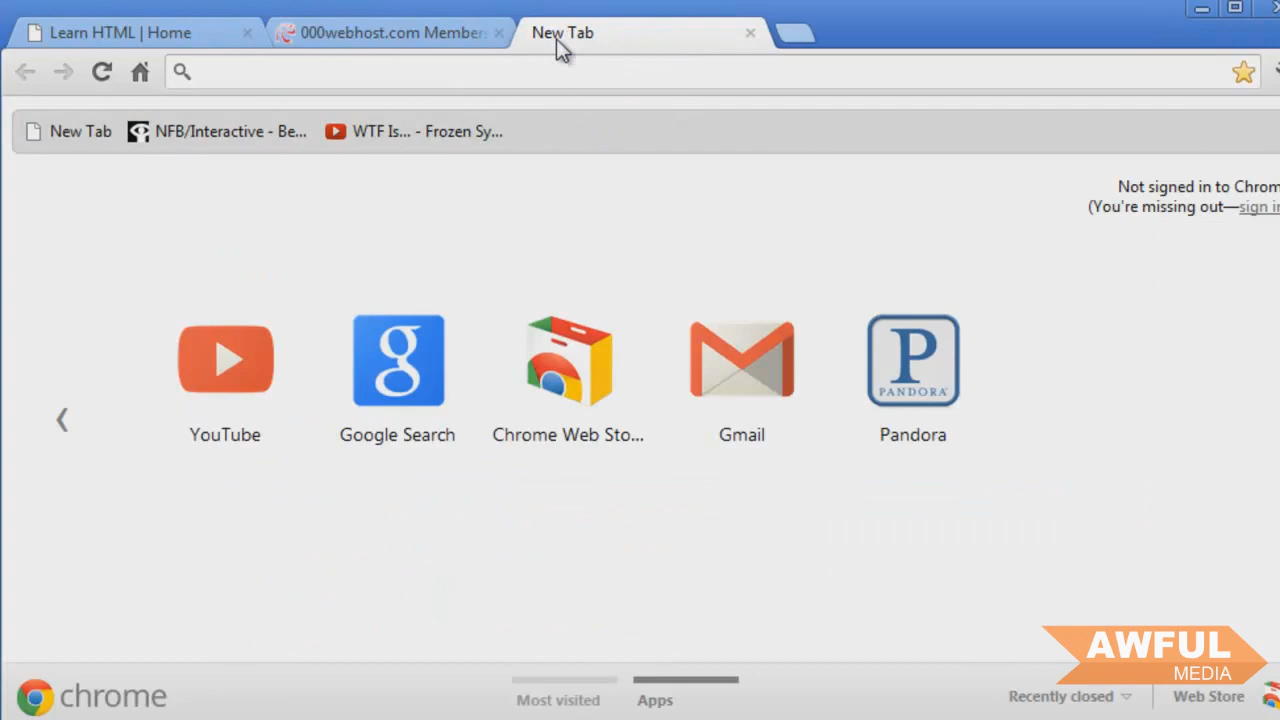 Learn HTML | Home
000webhost.com Member
New Tab
New Tab
NFB/Interactive - Be...
WTF Is... - Frozen Sy...
Not signed in to Chrom
(You're missing out—sign in
P
PANDORA
YouTube
Google Search
Chrome Web Sto...
Gmail
Pandora
AWFUL
MEDIA
chrome
Most visited
Apps
Recently closed
Web Store